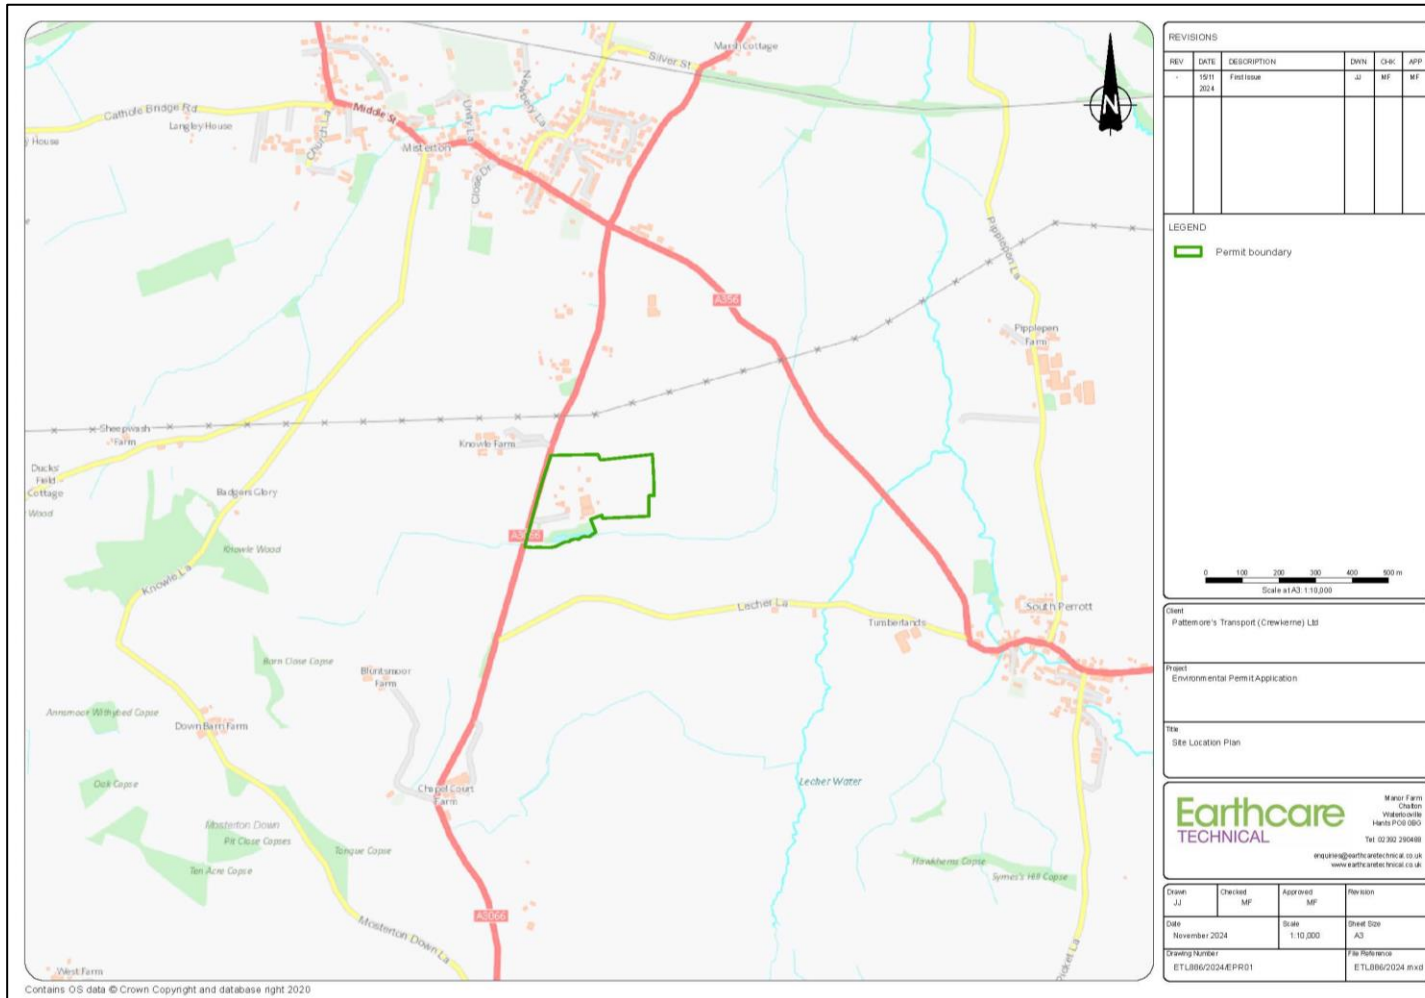 Marsh Cottage
Silver St
Newbery La
Unity La
Cathole Bridge Rd
Langley House
Church La
Middle St
Misterton
Close Dr
y House
Pipplepen La
A356
Pipplepen
Farm
Sheepwash
Farm
Knowle Farm
Ducks'
Field
Cottage
Wood
Badgers Glory
A3066
Knowle Wood
Knowle La
Lecher La
Timberlands
South Perrott
Barn Close Copse
Bluntsmoor
Farm
Annsmoor Withybed Copse
Down Barn Farm
Oak Copse
Chapel Court
Farm
Lecher Water
Mosterton Down
Pit Close Copses
Tongue Copse
Ten Acre Copse
Hawkherns Copse
Symes's Hill Copse
Mosterton Down La
A3066
Picket La
West Farm
Contains OS data © Crown Copyright and database right 2020
N
REVISIONS
REV DATE DESCRIPTION DWN CHK APP
- 15/11 First Issue JJ MF MF
2024
LEGEND
Permit boundary
0 100 200 300 400 500 m
Scale at A3: 1:10,000
Client
Pattemore's Transport (Crewkerne) Ltd
Project
Environmental Permit Application
Title
Site Location Plan
Earthcare
TECHNICAL
Manor Farm
Chalton
Waterlooville
Hants PO8 0BG
Tel: 02392 290488
enquiries@earthcaretechnical.co.uk
www.earthcaretechnical.co.uk
Drawn Checked Approved Revision
JJ MF MF
Date Scale Sheet Size
November 2024 1:10,000 A3
Drawing Number File Reference
ETL886/2024/EPR01 ETL886/2024.mxd